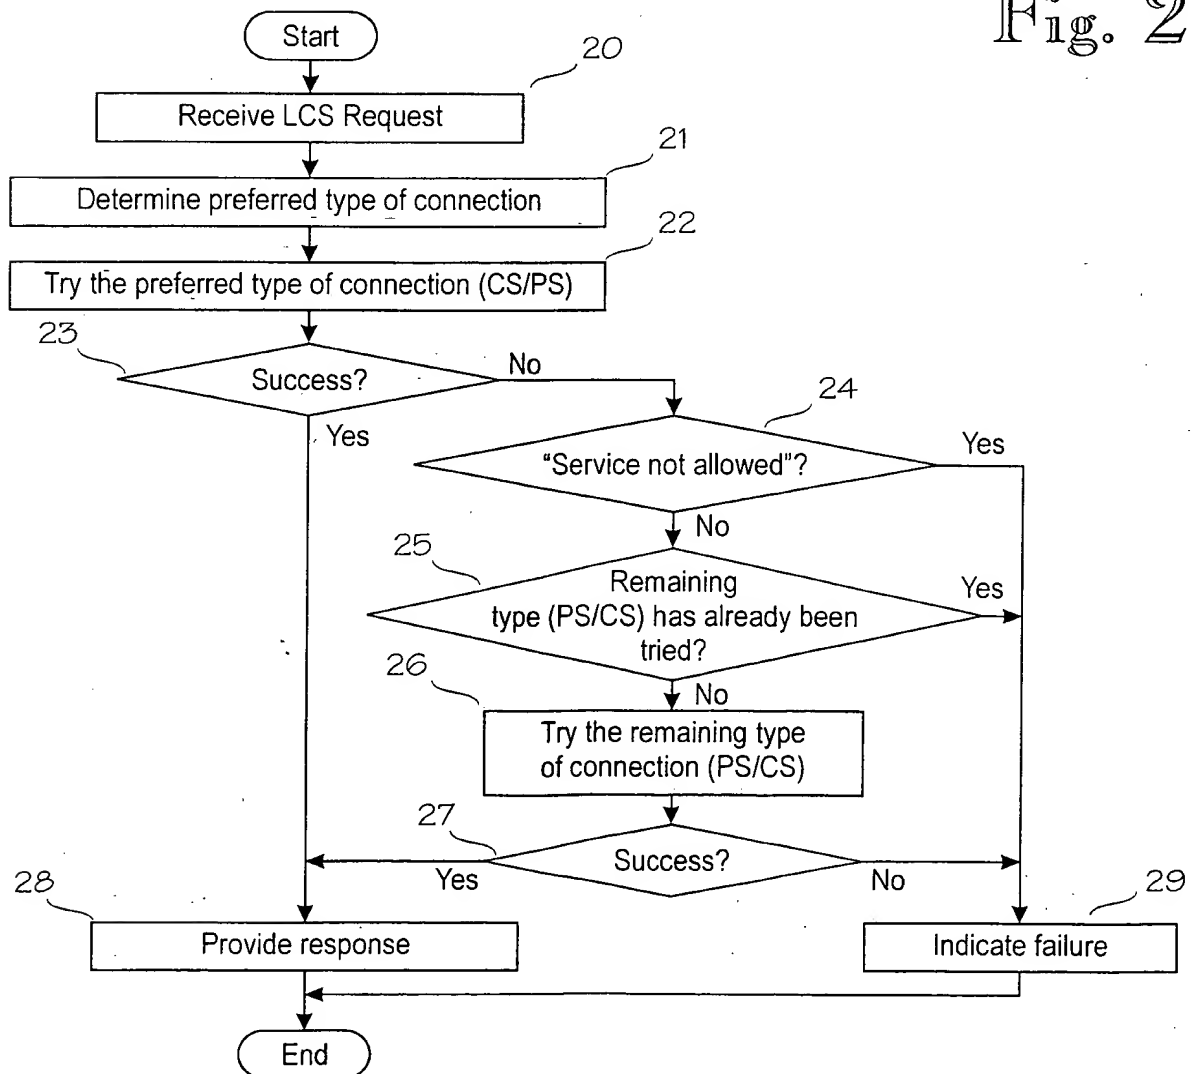 Fig. 2
Start
20
Receive LCS Request
21
Determine preferred type of connection
22
Try the preferred type of connection (CS/PS)
23
Success?
No
Yes
24
"Service not allowed"?
Yes
No
25
Remaining
type (PS/CS) has already been
tried?
Yes
No
26
Try the remaining type
of connection (PS/CS)
27
Success?
Yes
No
28
Provide response
29
Indicate failure
End